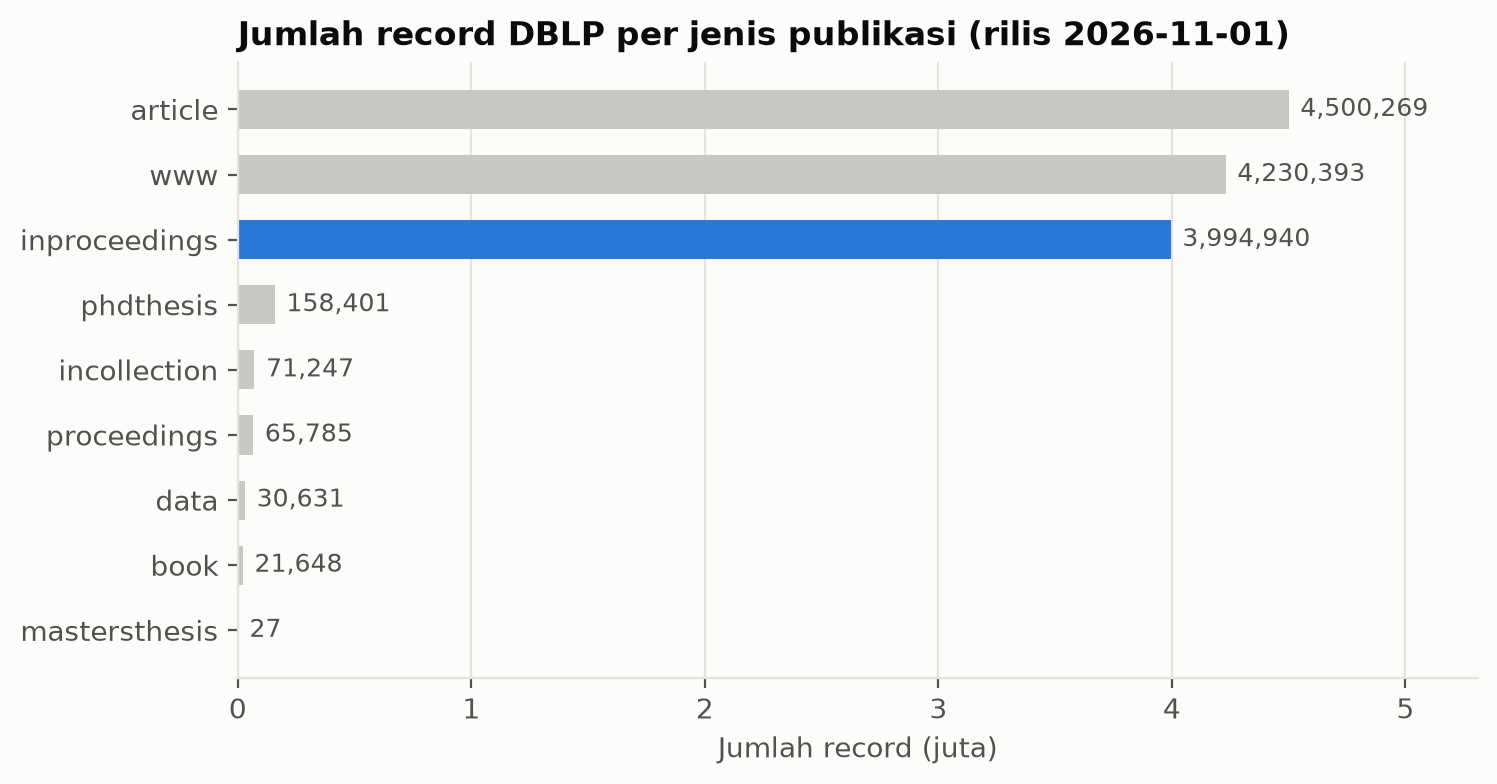 Jumlah record DBLP per jenis publikasi (rilis 2026-11-01)
article 4,500,269
www 4,230,393
inproceedings 3,994,940
phdthesis 158,401
incollection 71,247
proceedings 65,785
data 30,631
book 21,648
mastersthesis 27
0 1 2 3 4 5
Jumlah record (juta)